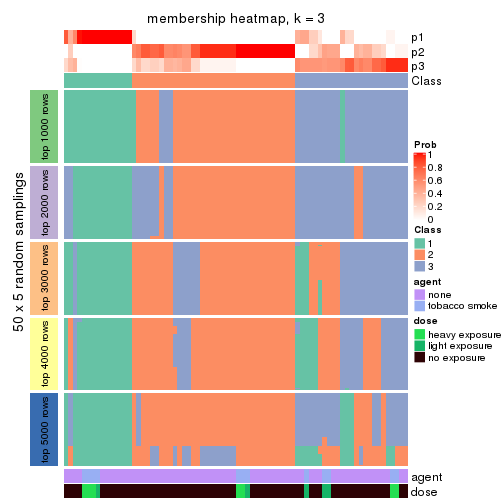 membership heatmap, k = 3
p1
p2
p3
Class
50 x 5 random samplings
top 1000 rows
top 2000 rows
top 3000 rows
top 4000 rows
top 5000 rows
agent
dose
Prob
1
0.8
0.6
0.4
0.2
0
Class
1
2
3
agent
none
tobacco smoke
dose
heavy exposure
light exposure
no exposure